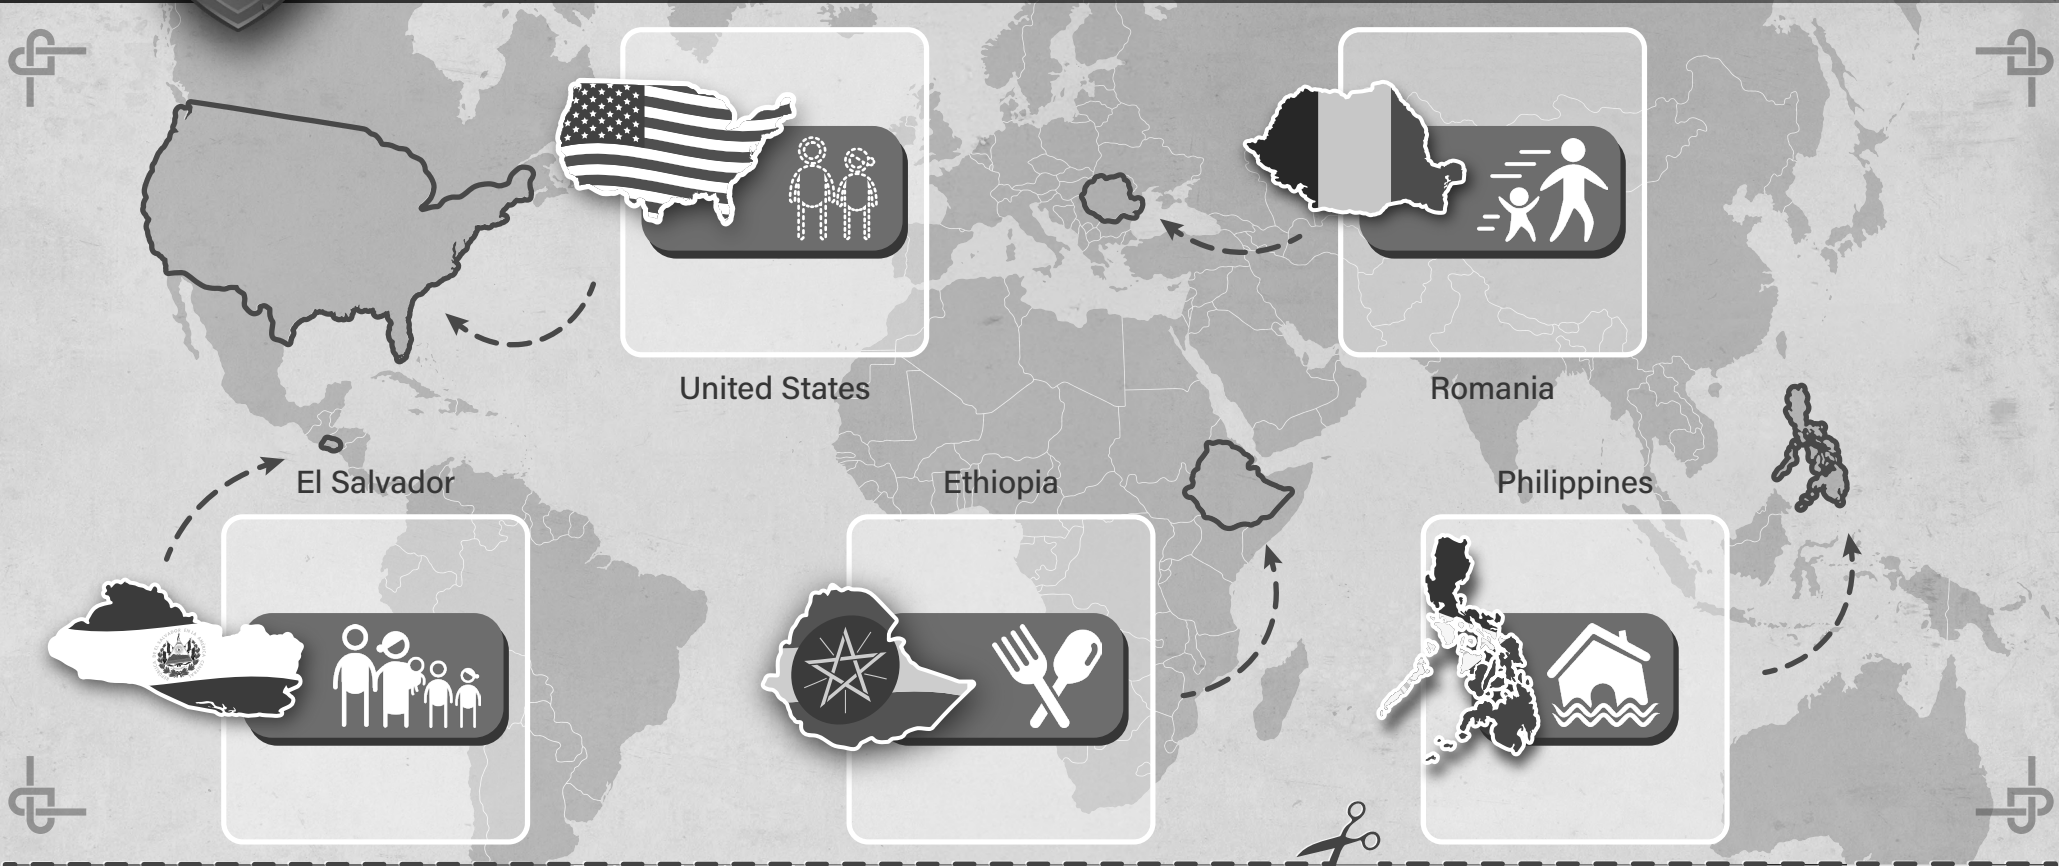 United States
Romania
El Salvador
Ethiopia
Philippines